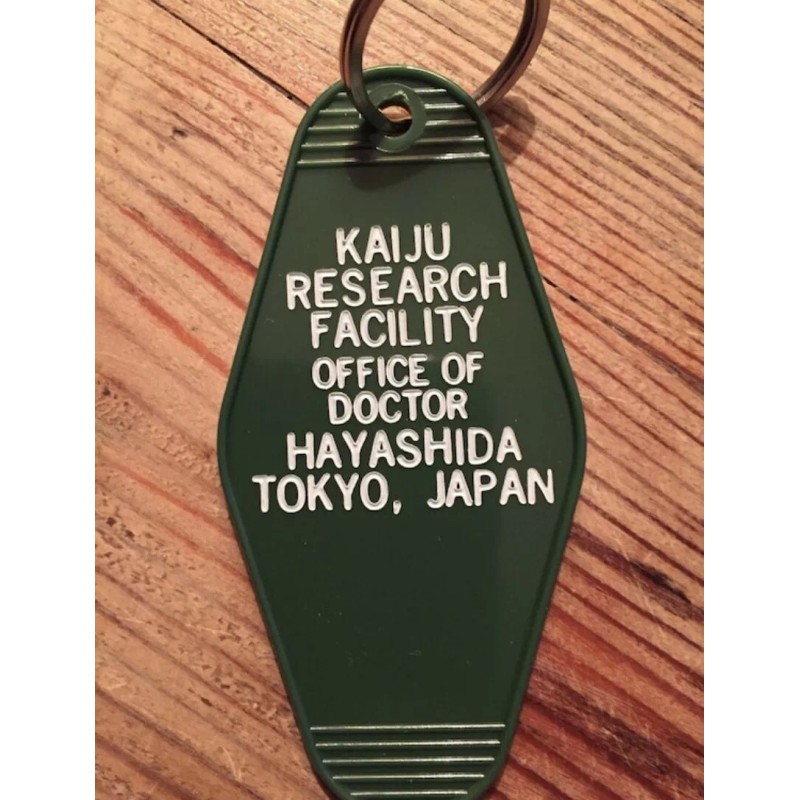 KAIJU
RESEARCH
FACILITY
OFFICE OF
DOCTOR
HAYASHIDA
TOKYO, JAPAN